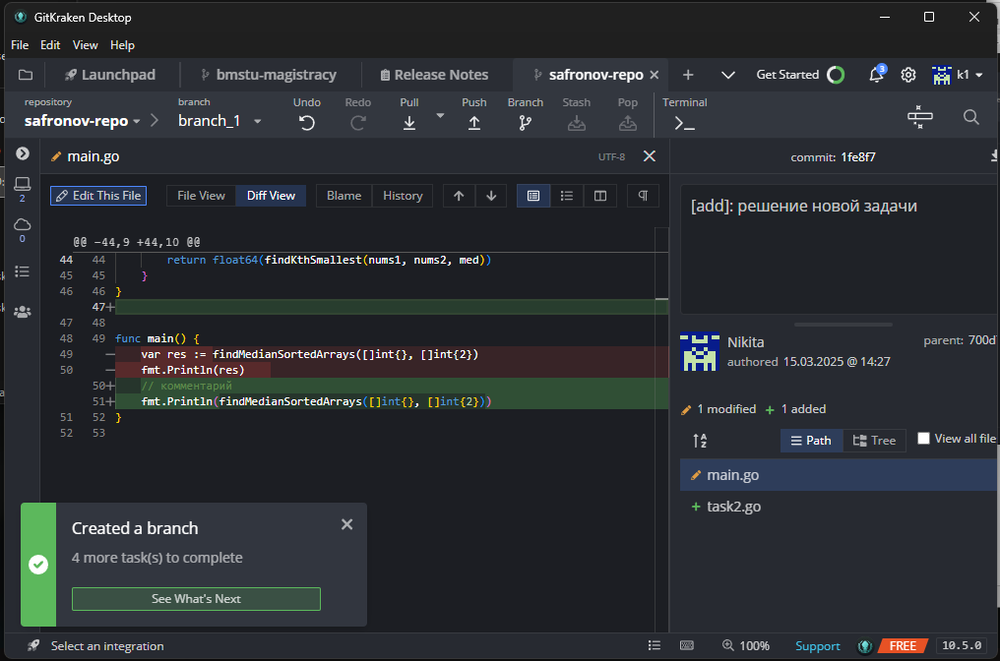 GitKraken Desktop
File Edit View Help
Launchpad bmstu-magistracy Release Notes safronov-repo Get Started 3 k1
repository branch Undo Redo Pull Push Branch Stash Pop Terminal
safronov-repo branch_1
main.go UTF-8
Edit This File File View Diff View Blame History
@@ -44,9 +44,10 @@
44 44 return float64(findKthSmallest(nums1, nums2, med))
45 45 }
46 46 }
47+
47 48
48 49 func main() {
49 — var res := findMedianSortedArrays([]int{}, []int{2})
50 — fmt.Println(res)
50+ // комментарий
51+ fmt.Println(findMedianSortedArrays([]int{}, []int{2}))
51 52 }
52 53
2
0
Created a branch
4 more task(s) to complete
See What's Next
commit: 1fe8f7
[add]: решение новой задачи
Nikita
parent: 700d
authored 15.03.2025 @ 14:27
1 modified + 1 added
Path Tree View all file
main.go
+ task2.go
Select an integration 100% Support FREE 10.5.0